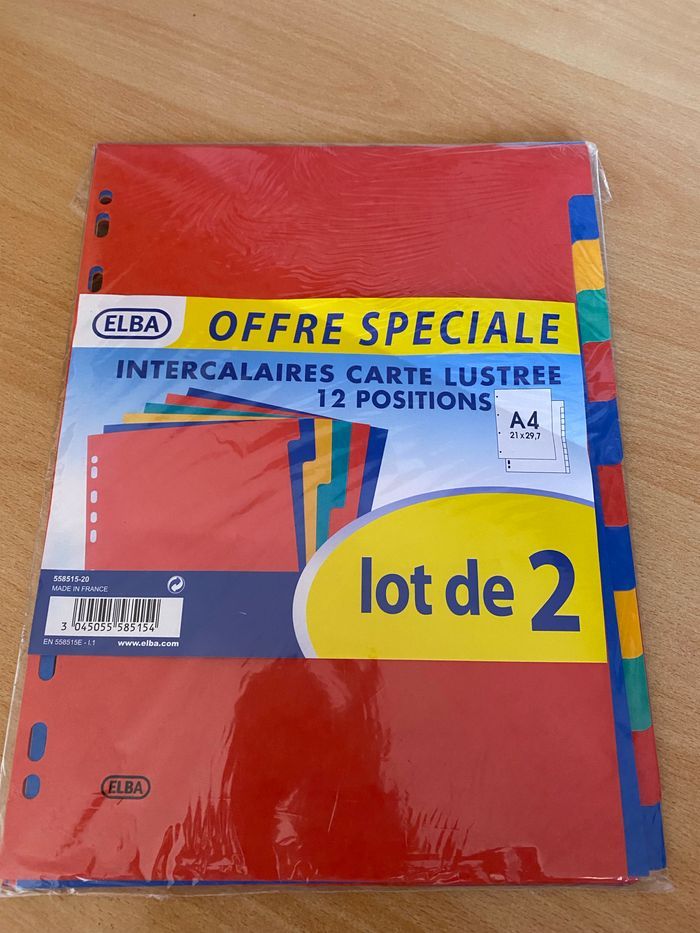 ELBA
OFFRE SPECIALE
INTERCALAIRES CARTE LUSTREE
12 POSITIONS
A4
21 x 29,7
lot de 2
558515-20
MADE IN FRANCE
3 045055 585154
EN 558515E - I.1
www.elba.com
ELBA